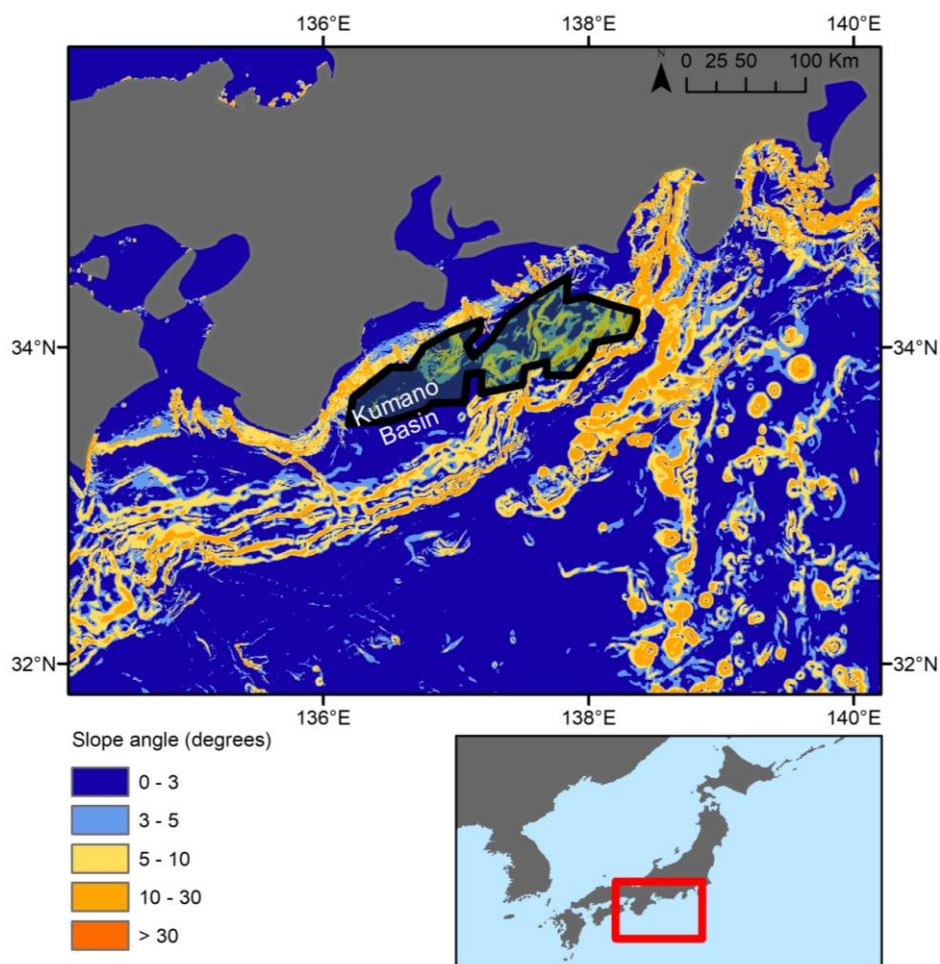 136°E 138°E 140°E
N
0 25 50 100 Km
34°N 34°N
Kumano
Basin
32°N 32°N
136°E 138°E 140°E
Slope angle (degrees)
0 - 3
3 - 5
5 - 10
10 - 30
> 30